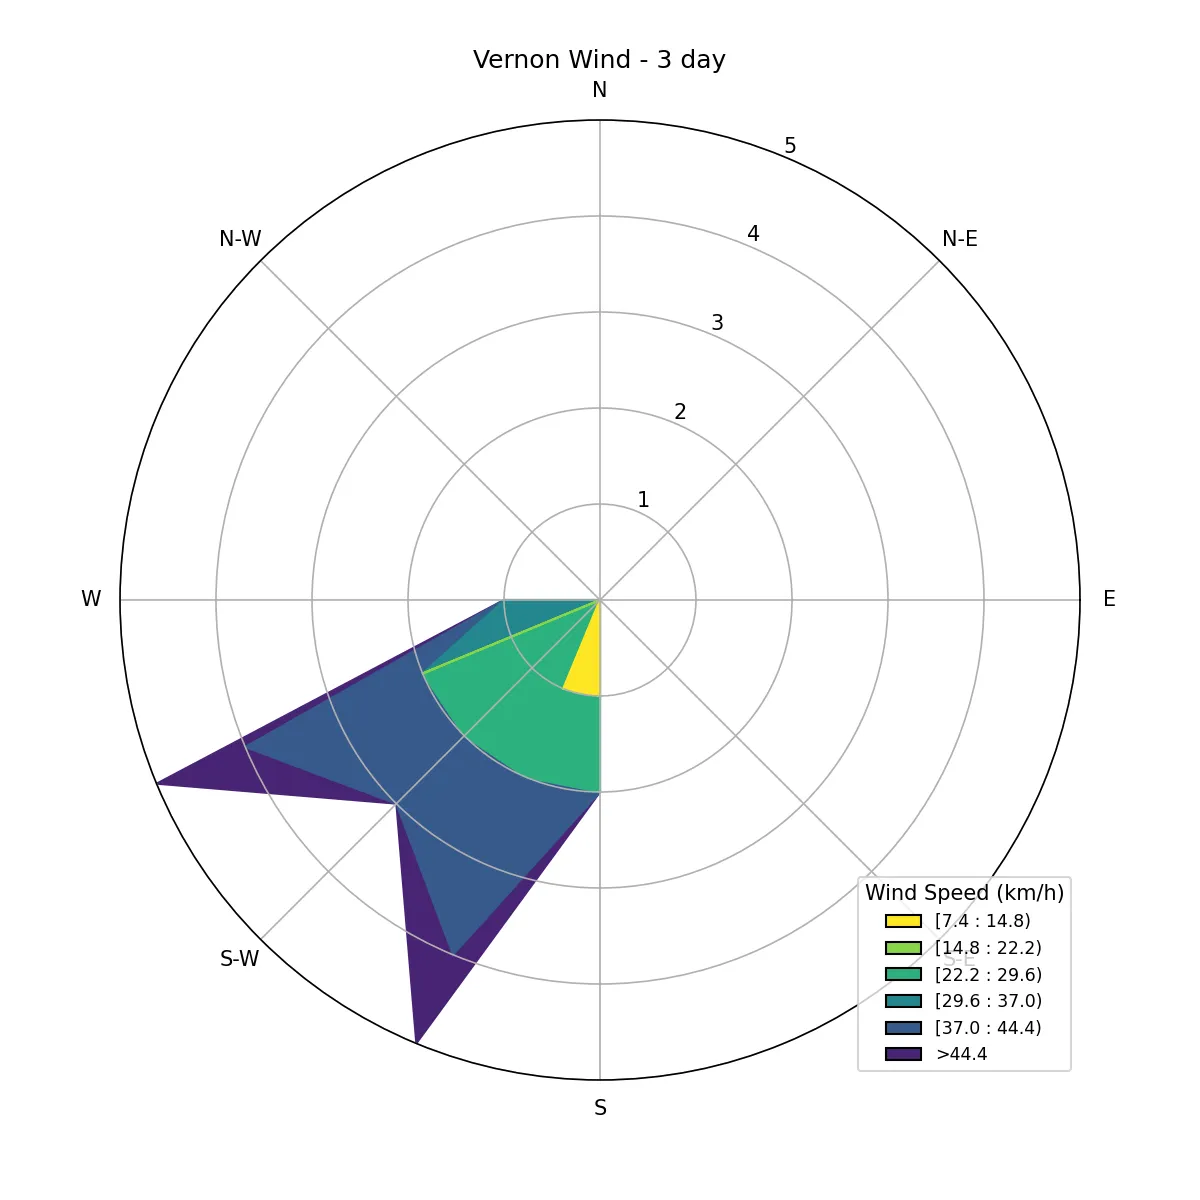 Vernon Wind - 3 day
N
5
N-W
4
N-E
3
2
1
W
E
Wind Speed (km/h)
[7.4 : 14.8)
[14.8 : 22.2)
S-W
S-E
[22.2 : 29.6)
[29.6 : 37.0)
[37.0 : 44.4)
>44.4
S